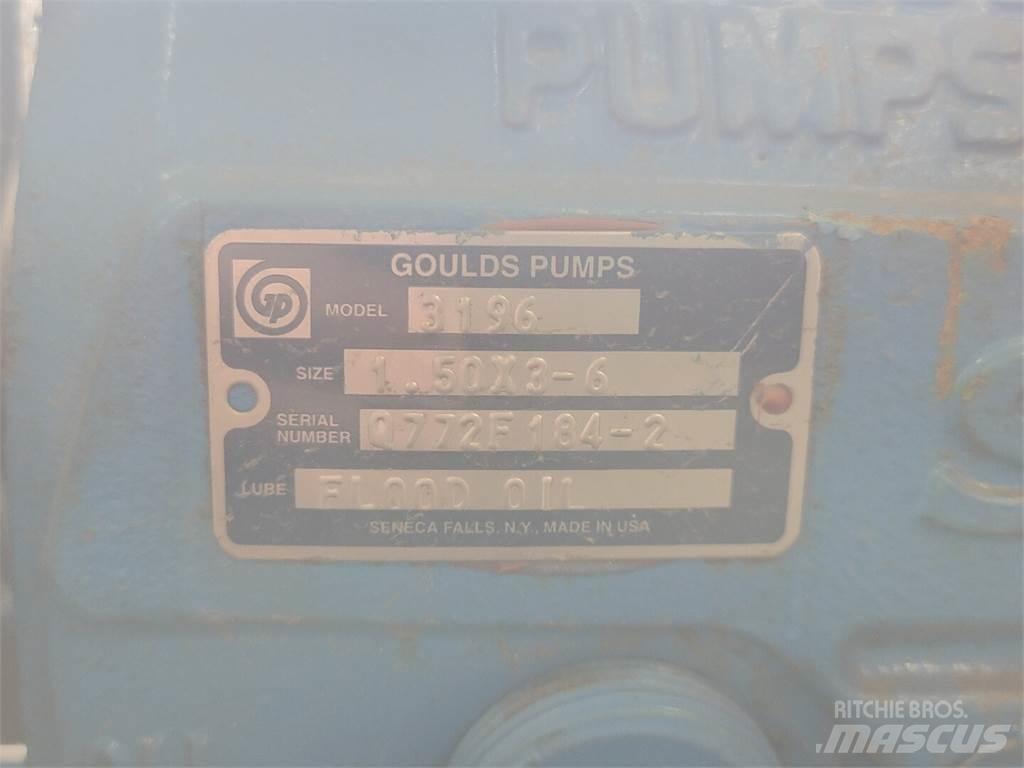 PUMPS
GOULDS PUMPS
GP
MODEL 3196
SIZE 1.50X3-6
SERIAL NUMBER Q772F184-2
LUBE FLOOD OIL
SENECA FALLS, N.Y., MADE IN USA
RITCHIE BROS.
MASCUS